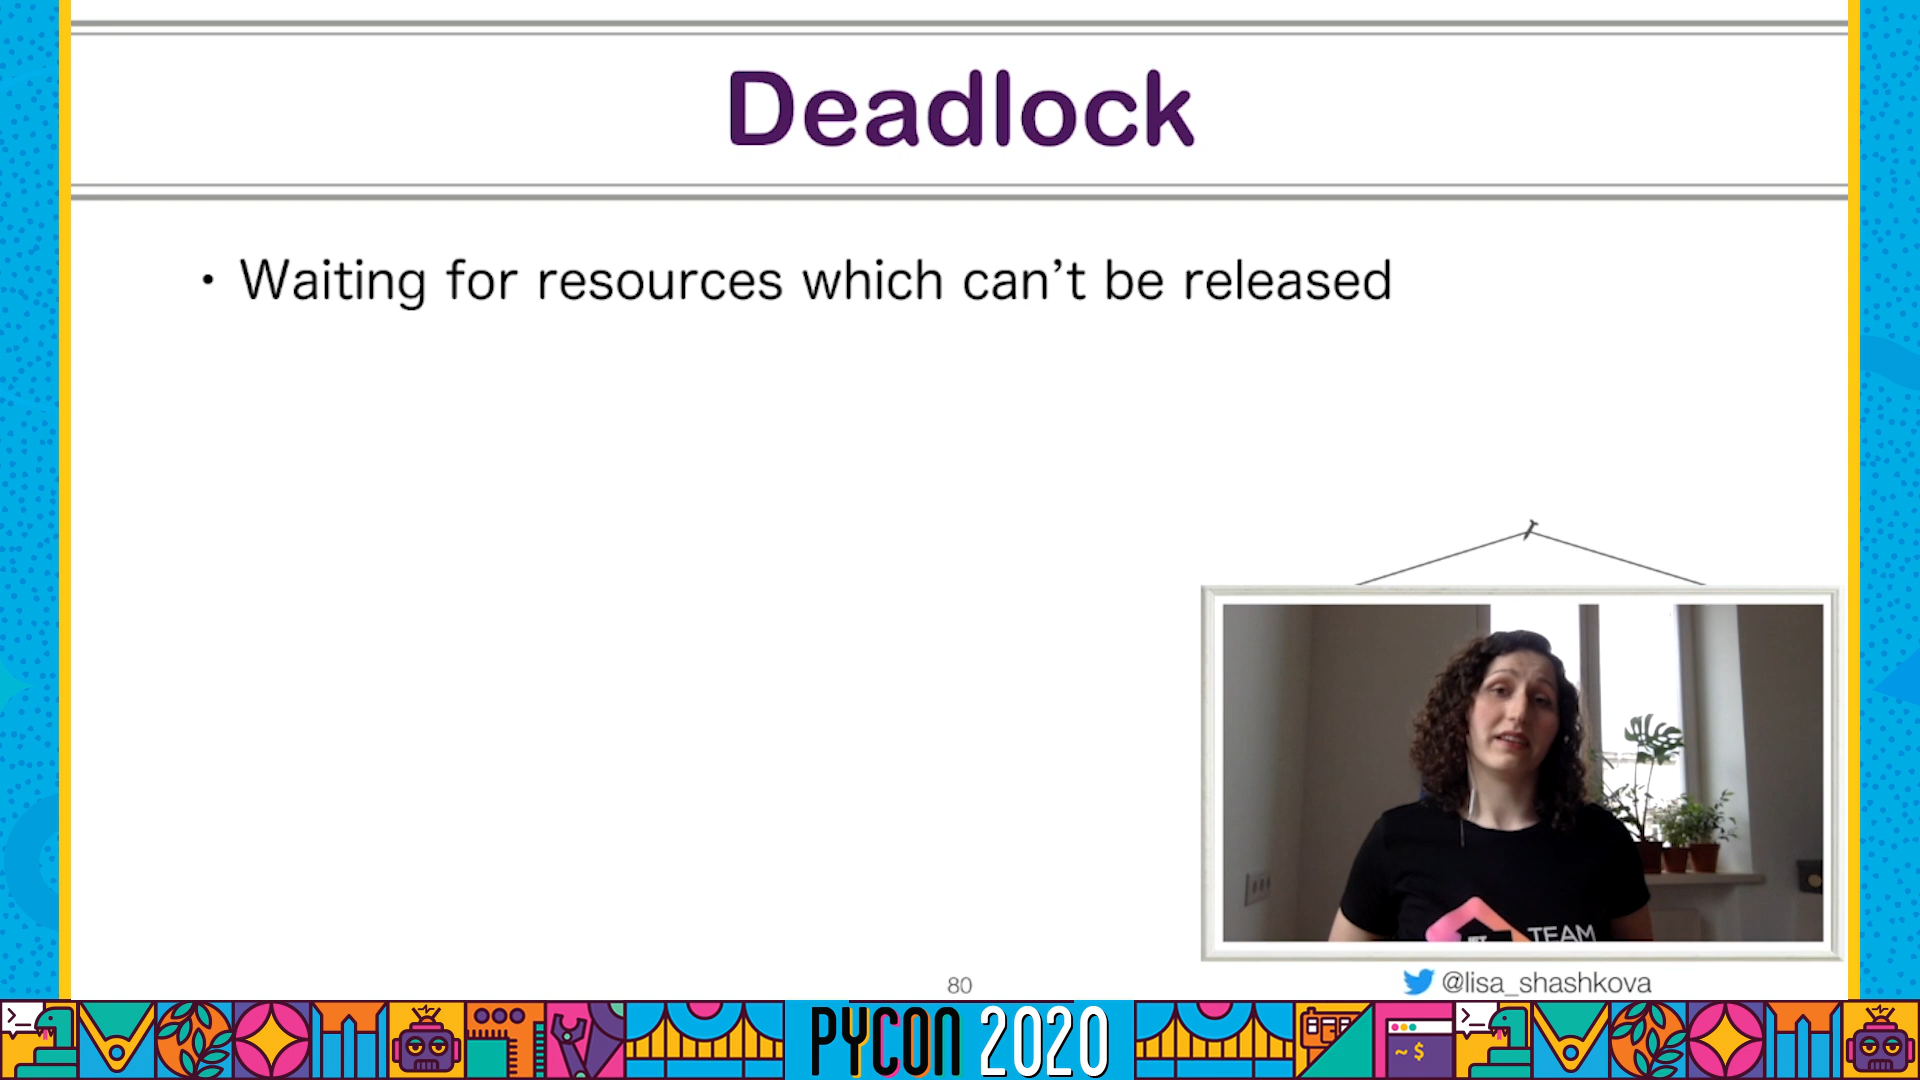 Deadlock
• Waiting for resources which can't be released
TEAM
80
@lisa_shashkova
>_
PYCON 2020
~ $
>_